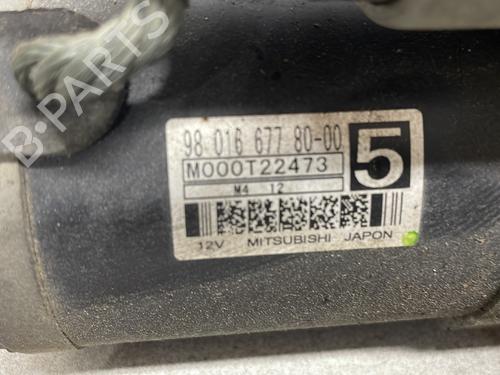 98 016 677 80-00
M000T22473
5
M4 12
12V MITSUBISHI JAPON
B-PARTS